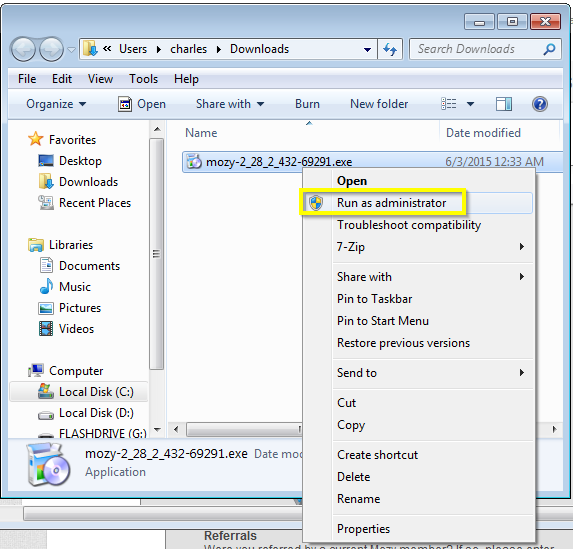 « Users ▸ charles ▸ Downloads
Search Downloads
File Edit View Tools Help
Organize Open Share with Burn New folder
Favorites
Desktop
Downloads
Recent Places
Libraries
Documents
Music
Pictures
Videos
Computer
Local Disk (C:)
Local Disk (D:)
FLASHDRIVE (G:)
Name Date modified
mozy-2_28_2_432-69291.exe 6/3/2015 12:33 AM
Open
Run as administrator
Troubleshoot compatibility
7-Zip
Share with
Pin to Taskbar
Pin to Start Menu
Restore previous versions
Send to
Cut
Copy
Create shortcut
Delete
Rename
Properties
mozy-2_28_2_432-69291.exe Date mo
Application
Referrals
Were you referred by a current Mozy member? If so, please enter